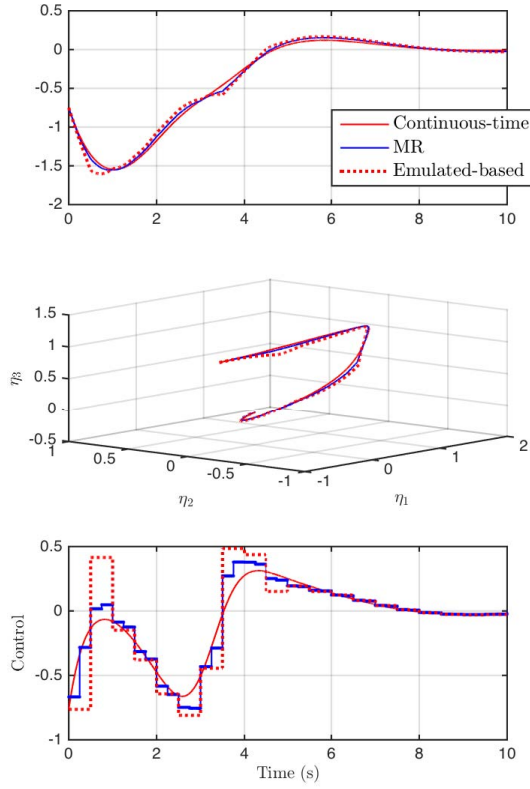 0.5
0
-0.5
-1
-1.5
-2
0 2 4 6 8 10
Continuous-time
MR
Emulated-based
1.5
1
0.5
0
-0.5
η3
1 0.5 0 -0.5 -1
η2
-1 0 1 2
η1
0.5
0
-0.5
-1
Control
0 2 4 6 8 10
Time (s)